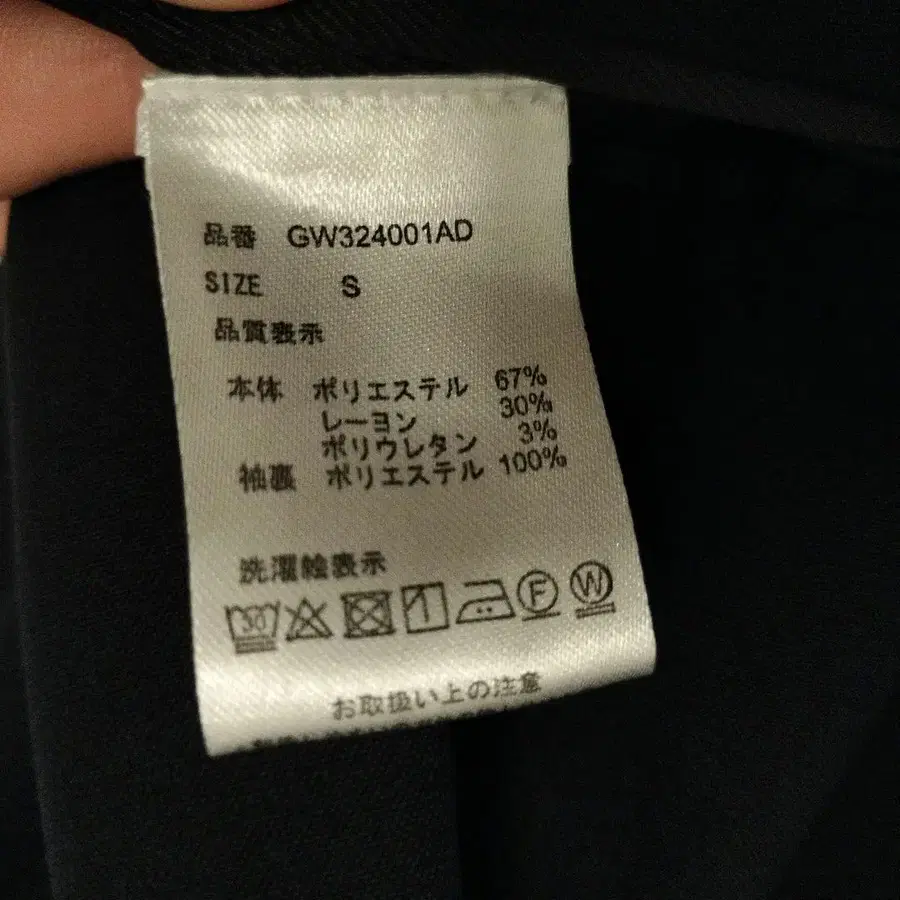 品番 GW324001AD
SIZE S
品質表示
本体 ポリエステル 67%
レーヨン 30%
ポリウレタン 3%
袖裏 ポリエステル 100%
洗濯絵表示
30 F W
お取扱い上の注意